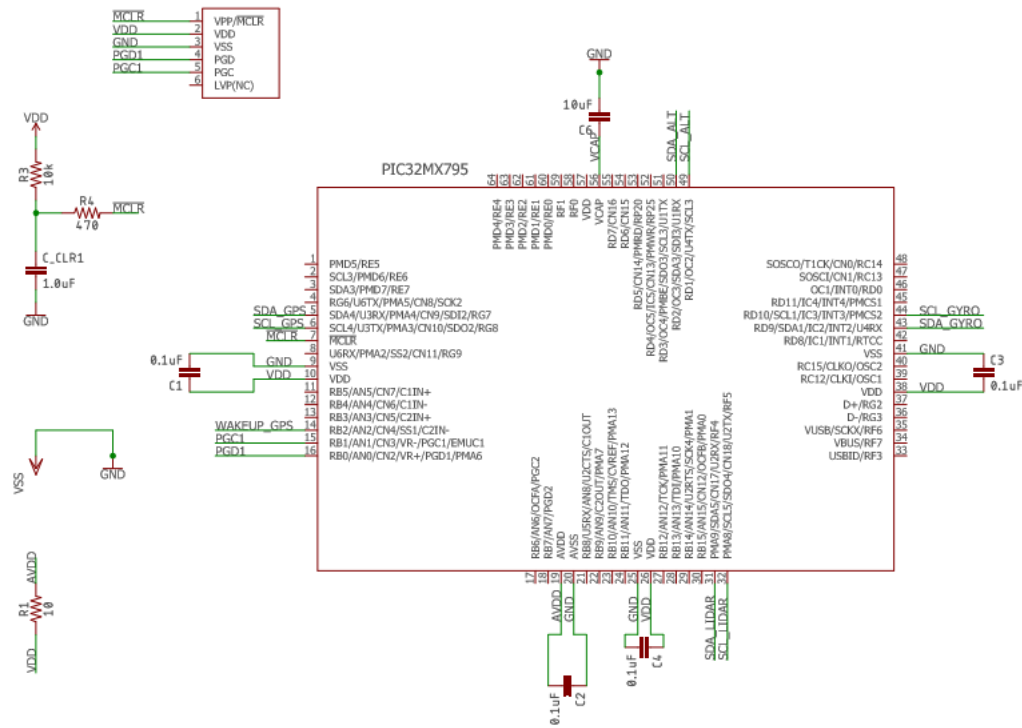 MCLR
VDD
GND
PGD1
PGC1
1
2
3
4
5
6
VPP/MCLR
VDD
VSS
PGD
PGC
LVP(NC)
VDD
R3
10k
R4
470
MCLR
C_CLR1
1.0uF
GND
GND
10uF
C6
VCAP
SDA_ALT
SCL_ALT
PIC32MX795
64
63
62
61
60
59
58
57
56
55
54
53
52
51
50
49
PMD4/RE4
PMD3/RE3
PMD2/RE2
PMD1/RE1
PMD0/RE0
RF1
RF0
VDD
VCAP
RD7/CN16
RD6/CN15
RD5/CN14/PMRD/RP20
RD4/OC5/IC5/CN13/PMWR/RP25
RD3/OC4/PMBE/SDO3/SCL3/U1TX
RD2/OC3/SDA3/SDI3/U1RX
RD1/OC2/U4TX/SCL3
1 PMD5/RE5
2 SCL3/PMD6/RE6
3 SDA3/PMD7/RE7
4 RG6/U6TX/PMA5/CN8/SCK2
SDA_GPS 5 SDA4/U3RX/PMA4/CN9/SDI2/RG7
SCL_GPS 6 SCL4/U3TX/PMA3/CN10/SDO2/RG8
MCLR 7 MCLR
8 U6RX/PMA2/SS2/CN11/RG9
GND 9 VSS
VDD 10 VDD
0.1uF
C1
11 RB5/AN5/CN7/C1IN+
12 RB4/AN4/CN6/C1IN-
13 RB3/AN3/CN5/C2IN+
WAKEUP_GPS 14 RB2/AN2/CN4/SS1/C2IN-
PGC1 15 RB1/AN1/CN3/VR-/PGC1/EMUC1
PGD1 16 RB0/AN0/CN2/VR+/PGD1/PMA6
SOSCO/T1CK/CN0/RC14 48
SOSCI/CN1/RC13 47
OC1/INT0/RD0 46
RD11/IC4/INT4/PMCS1 45
RD10/SCL1/IC3/INT3/PMCS2 44 SCL_GYRO
RD9/SDA1/IC2/INT2/U4RX 43 SDA_GYRO
RD8/IC1/INT1/RTCC 42
VSS 41 GND
RC15/CLKO/OSC2 40
RC12/CLKI/OSC1 39
VDD 38 VDD
C3
0.1uF
D+/RG2 37
D-/RG3 36
VUSB/SCKX/RF6 35
VBUS/RF7 34
USBID/RF3 33
RB6/AN6/OCFA/PGC2
RB7/AN7/PGD2
AVDD
AVSS
RB8/U5RX/AN8/U2CTS/C1OUT
RB9/AN9/C2OUT/PMA7
RB10/AN10/TMS/CVREF/PMA13
RB11/AN11/TDO/PMA12
VSS
VDD
RB12/AN12/TCK/PMA11
RB13/AN13/TDI/PMA10
RB14/AN14/U2RTS/SCK4/PMA1
RB15/AN15/CN12/OCFB/PMA0
PMA9/SDA5/CN17/U2RX/RF4
PMA8/SCL5/SDO4/CN18/U2TX/RF5
17
18
19
20
21
22
23
24
25
26
27
28
29
30
31
32
AVDD
GND
GND
VDD
SDA_LIDAR
SCL_LIDAR
0.1uF
C2
0.1uF
C4
VSS
GND
AVDD
R1
10
VDD